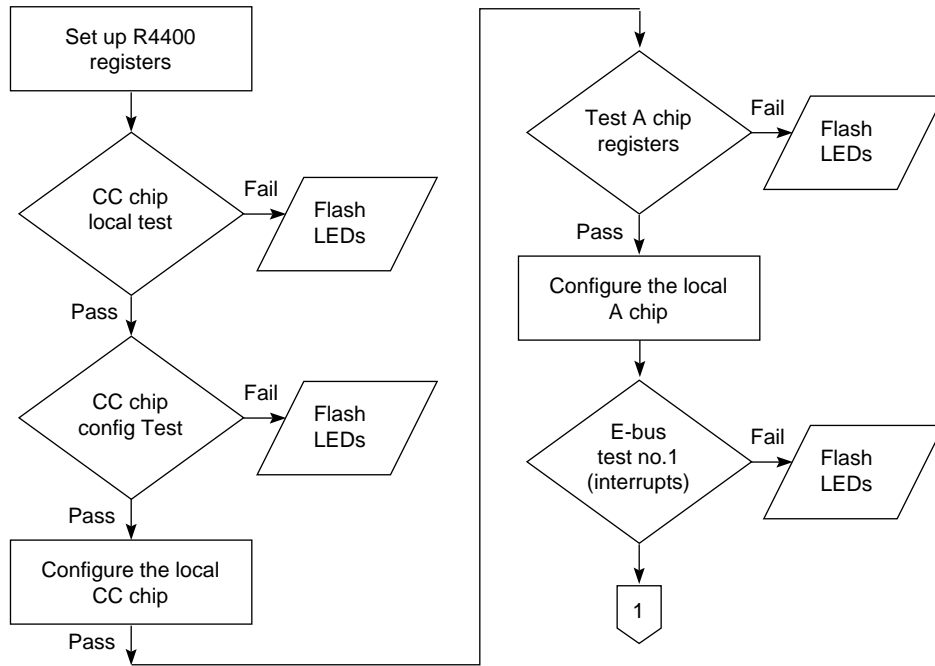 Set up R4400
registers
CC chip
local test
Fail
Flash
LEDs
Pass
CC chip
config Test
Fail
Flash
LEDs
Pass
Configure the local
CC chip
Pass
Test A chip
registers
Fail
Flash
LEDs
Pass
Configure the local
A chip
E-bus
test no.1
(interrupts)
Fail
Flash
LEDs
1